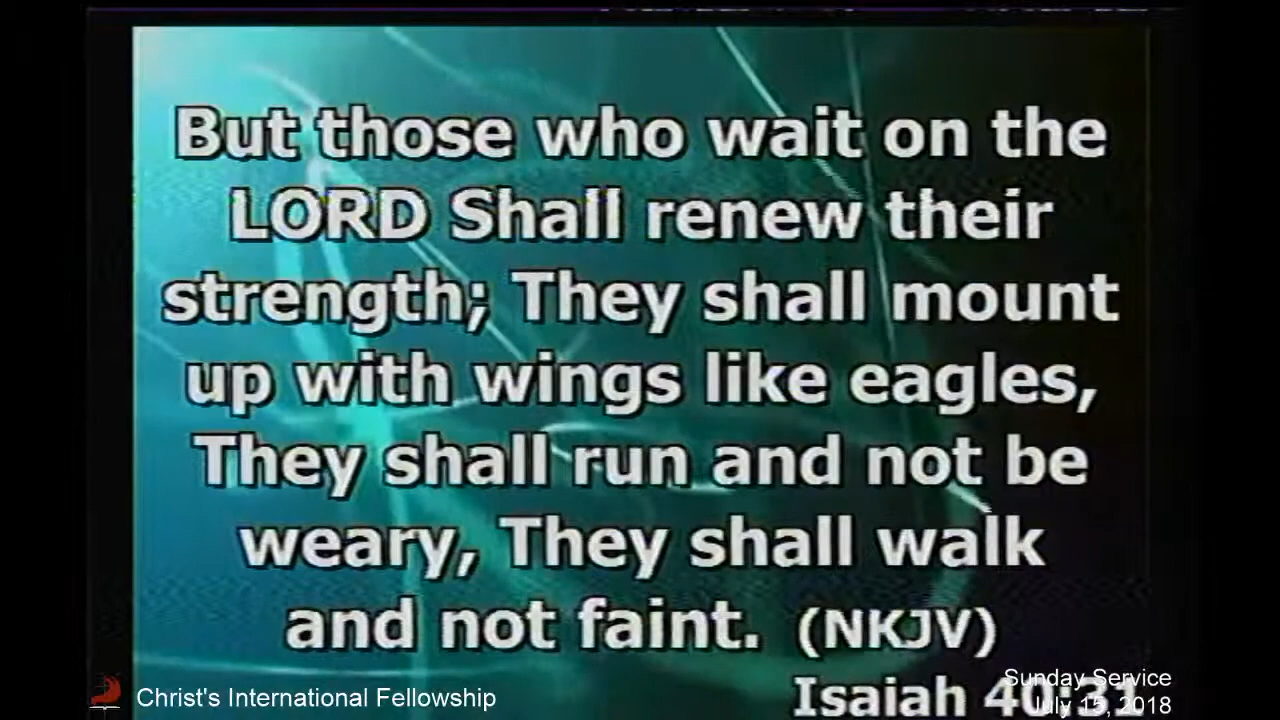 But those who wait on the
LORD Shall renew their
strength; They shall mount
up with wings like eagles,
They shall run and not be
weary, They shall walk
and not faint. (NKJV)
Isaiah 40:31
Sunday Service
July 15, 2018
Christ's International Fellowship